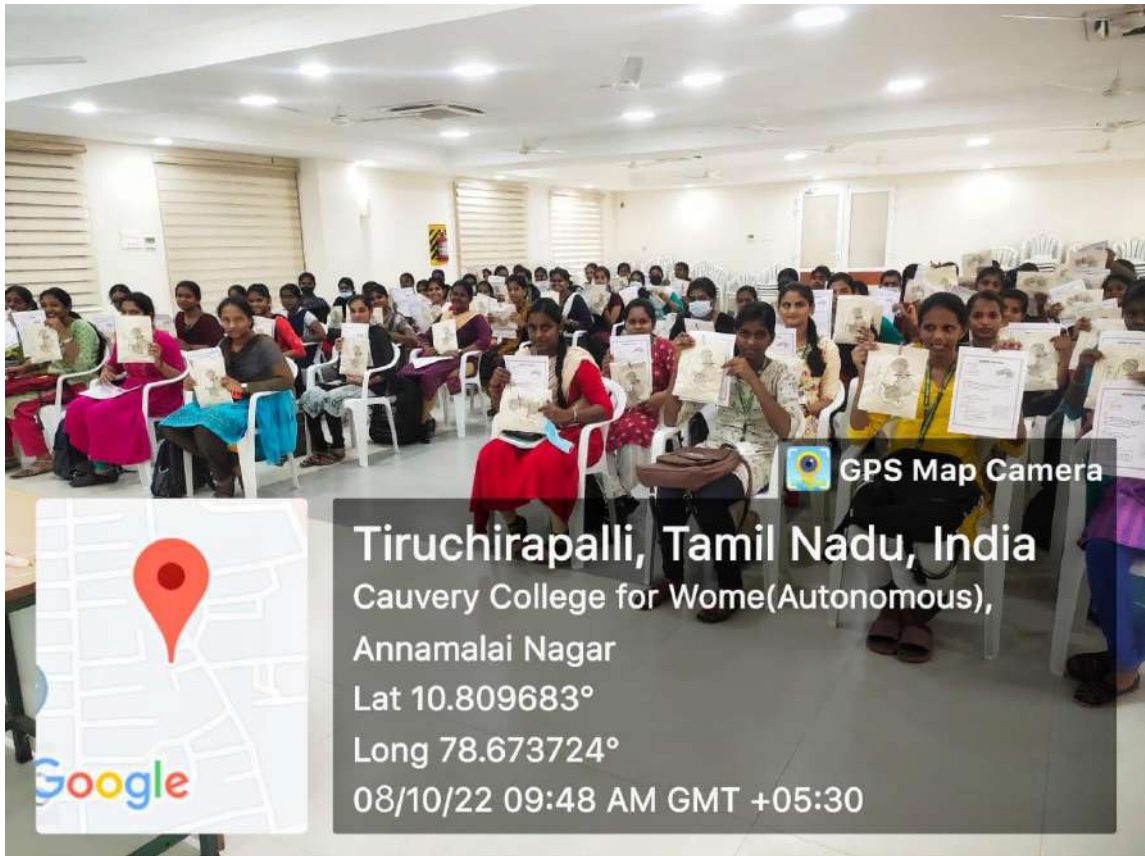 GPS Map Camera
Tiruchirapalli, Tamil Nadu, India
Cauvery College for Wome(Autonomous),
Annamalai Nagar
Lat 10.809683°
Long 78.673724°
08/10/22 09:48 AM GMT +05:30
Google